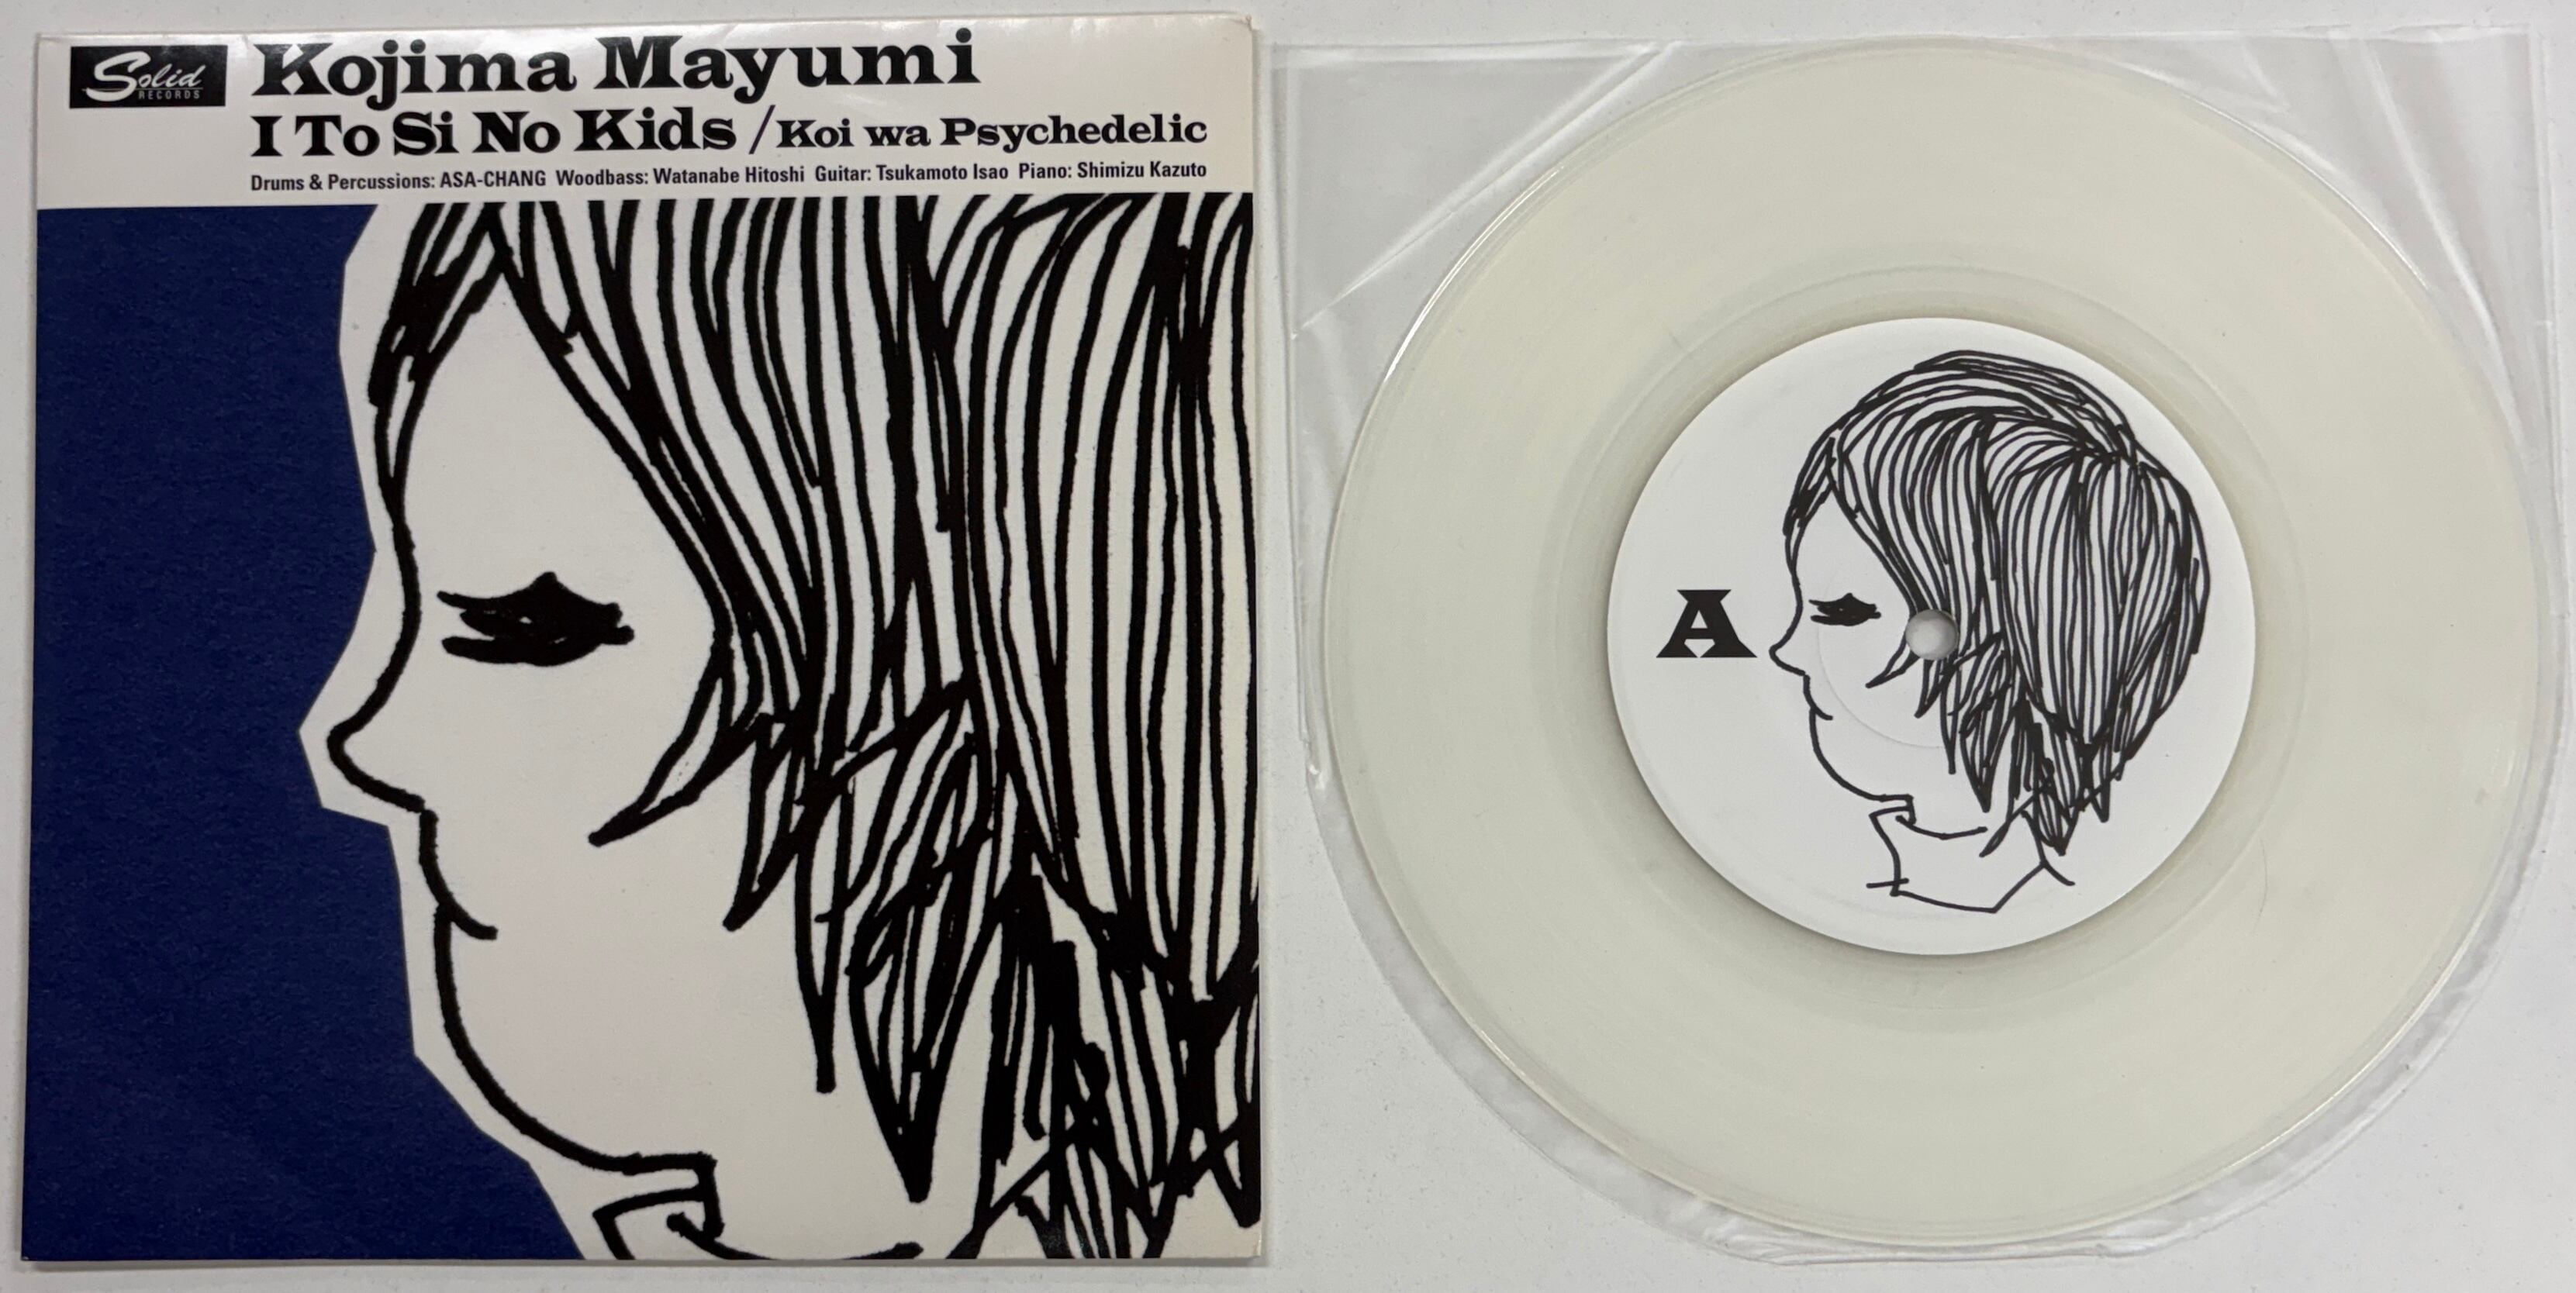 Solid
RECORDS
Kojima Mayumi
I To Si No Kids / Koi wa Psychedelic
Drums & Percussions: ASA-CHANG Woodbass: Watanabe Hitoshi Guitar: Tsukamoto Isao Piano: Shimizu Kazuto
A